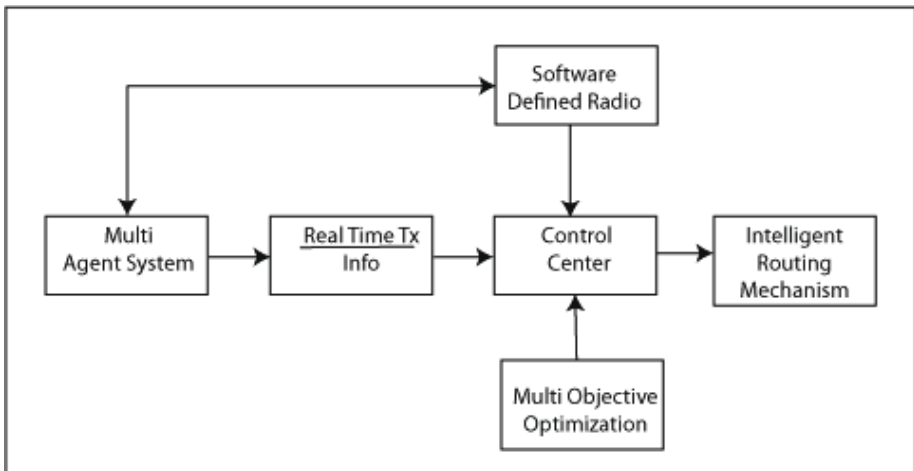 Software
Defined Radio
Multi
Agent System
Real Time Tx
Info
Control
Center
Intelligent
Routing
Mechanism
Multi Objective
Optimization